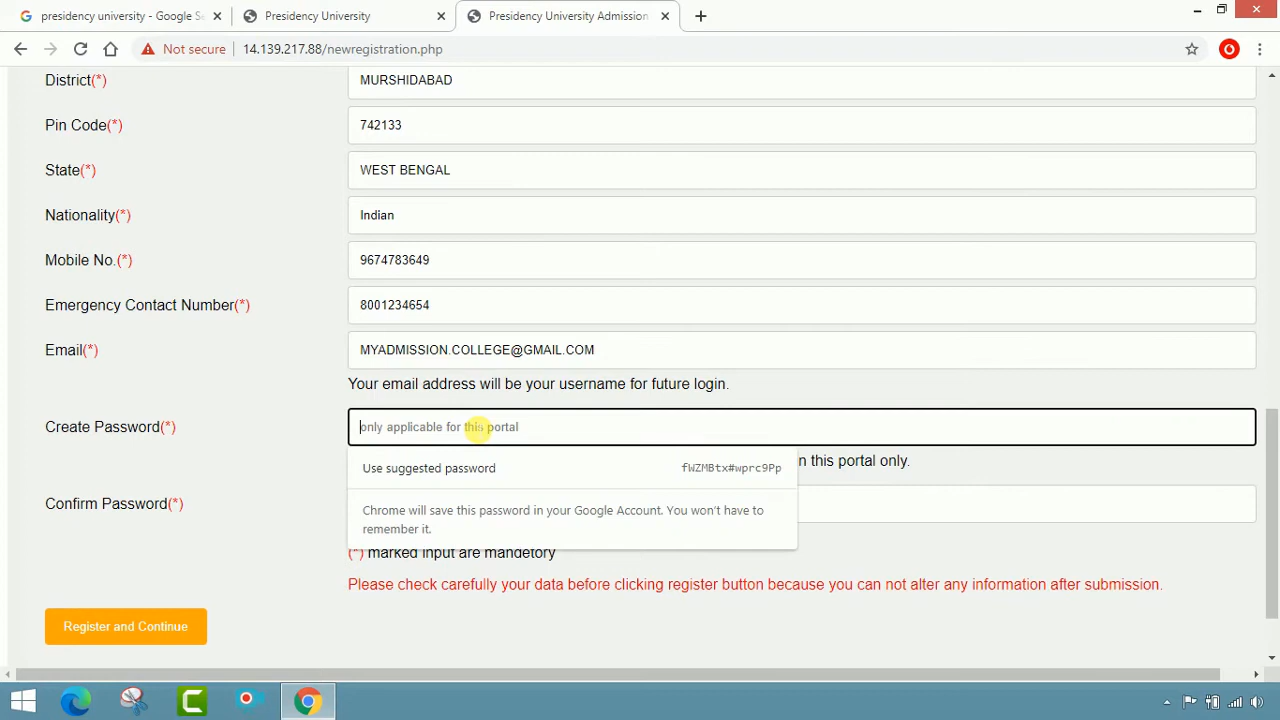 presidency university - Google Se
Presidency University
Presidency University Admission
Not secure
14.139.217.88/newregistration.php
District(*)
MURSHIDABAD
Pin Code(*)
742133
State(*)
WEST BENGAL
Nationality(*)
Indian
Mobile No.(*)
9674783649
Emergency Contact Number(*)
8001234654
Email(*)
MYADMISSION.COLLEGE@GMAIL.COM
Your email address will be your username for future login.
Create Password(*)
only applicable for this portal
Use suggested password fWZMBtx#wprc9Pp
n this portal only.
Confirm Password(*)
Chrome will save this password in your Google Account. You won't have to
remember it.
(*) marked input are mandetory
Please check carefully your data before clicking register button because you can not alter any information after submission.
Register and Continue